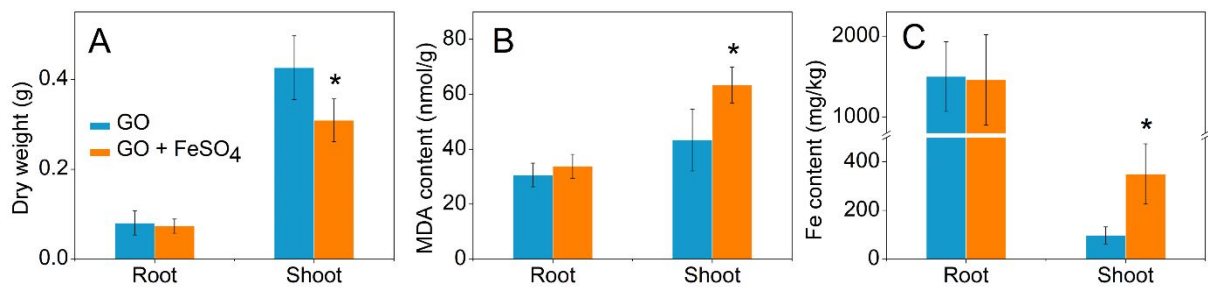 A
Dry weight (g)
0.4
0.2
0.0
GO
GO + FeSO₄
*
Root
Shoot
B
MDA content (nmol/g)
80
60
40
20
0
*
Root
Shoot
C
Fe content (mg/kg)
2000
1000
400
200
0
*
Root
Shoot